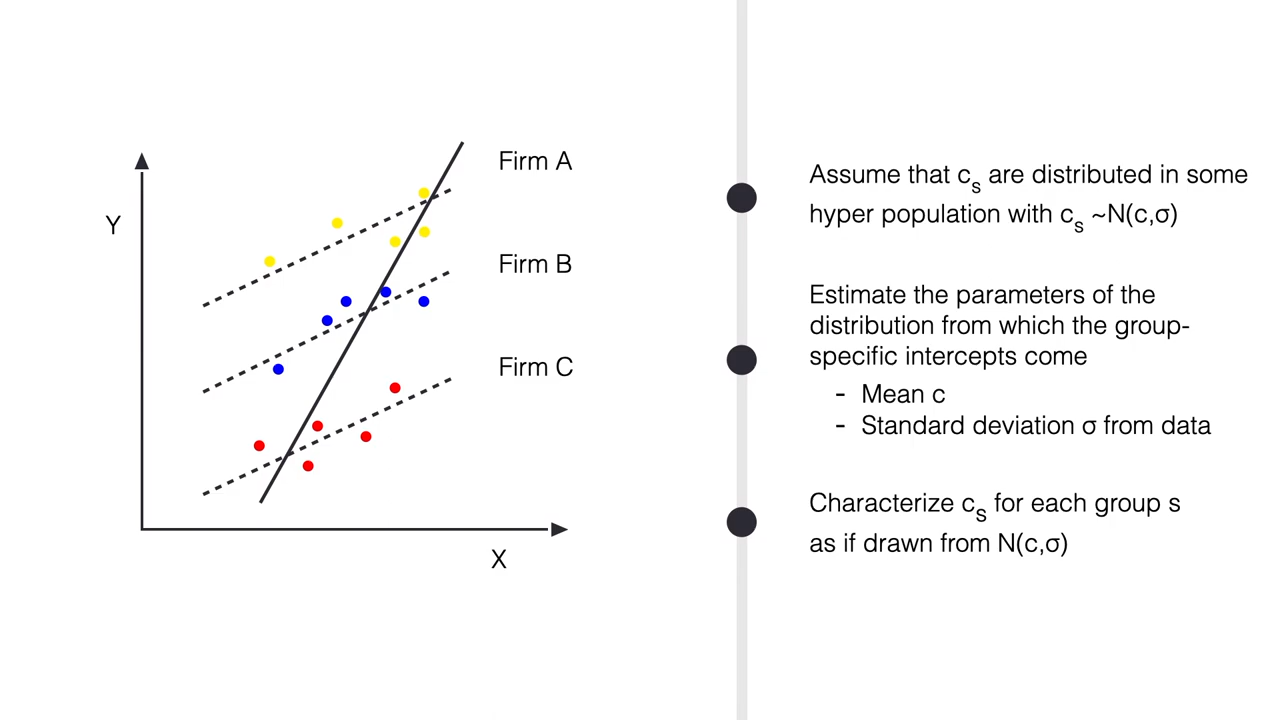 Y
Firm A
Firm B
Firm C
X
Assume that cs are distributed in some
hyper population with cs ~N(c,σ)
Estimate the parameters of the
distribution from which the group-
specific intercepts come
- Mean c
- Standard deviation σ from data
Characterize cs for each group s
as if drawn from N(c,σ)